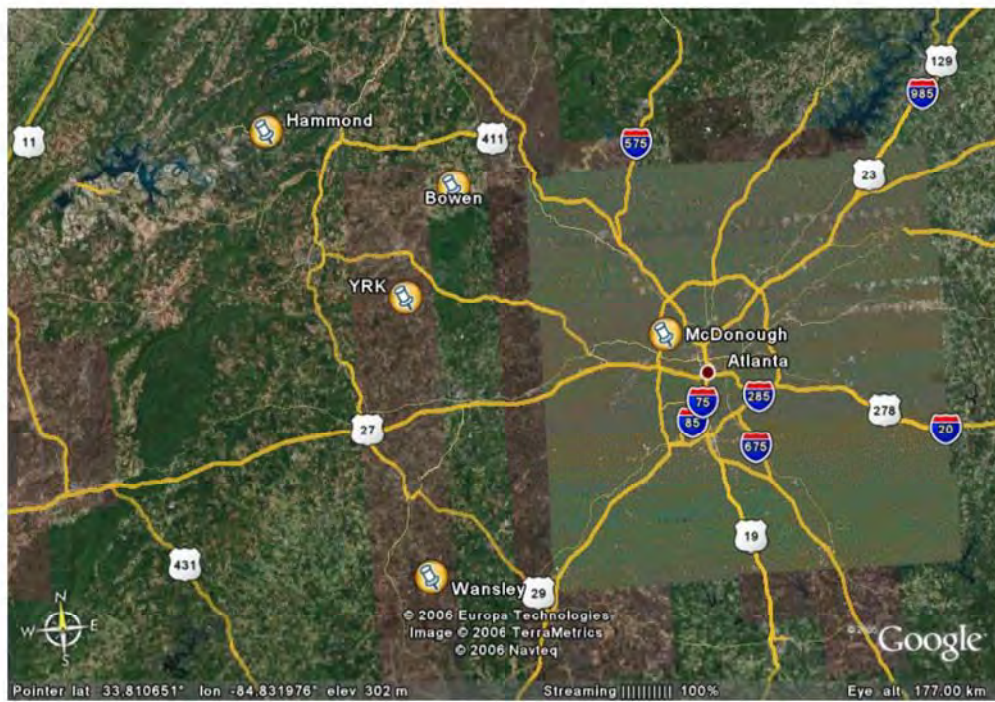 129
985
Hammond
11
411
575
23
Bowen
YRK
McDonough
Atlanta
75
285
85
27
278
20
675
19
431
Wansley
29
© 2006 Europa Technologies
Image © 2006 TerraMetrics
© 2006 Navteq
Google
N
W E
S
Pointer lat 33.810651° lon -84.831976° elev 302 m Streaming |||||||||| 100% Eye alt 177.00 km